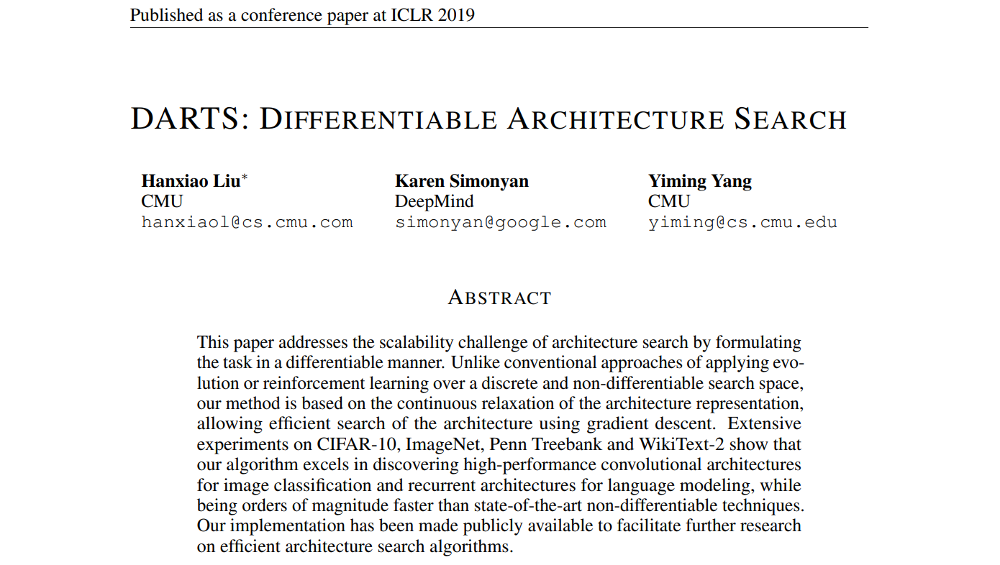 Published as a conference paper at ICLR 2019
DARTS: DIFFERENTIABLE ARCHITECTURE SEARCH
Hanxiao Liu* Karen Simonyan Yiming Yang
CMU DeepMind CMU
hanxiaol@cs.cmu.com simonyan@google.com yiming@cs.cmu.edu
ABSTRACT
This paper addresses the scalability challenge of architecture search by formulating
the task in a differentiable manner. Unlike conventional approaches of applying evo-
lution or reinforcement learning over a discrete and non-differentiable search space,
our method is based on the continuous relaxation of the architecture representation,
allowing efficient search of the architecture using gradient descent. Extensive
experiments on CIFAR-10, ImageNet, Penn Treebank and WikiText-2 show that
our algorithm excels in discovering high-performance convolutional architectures
for image classification and recurrent architectures for language modeling, while
being orders of magnitude faster than state-of-the-art non-differentiable techniques.
Our implementation has been made publicly available to facilitate further research
on efficient architecture search algorithms.